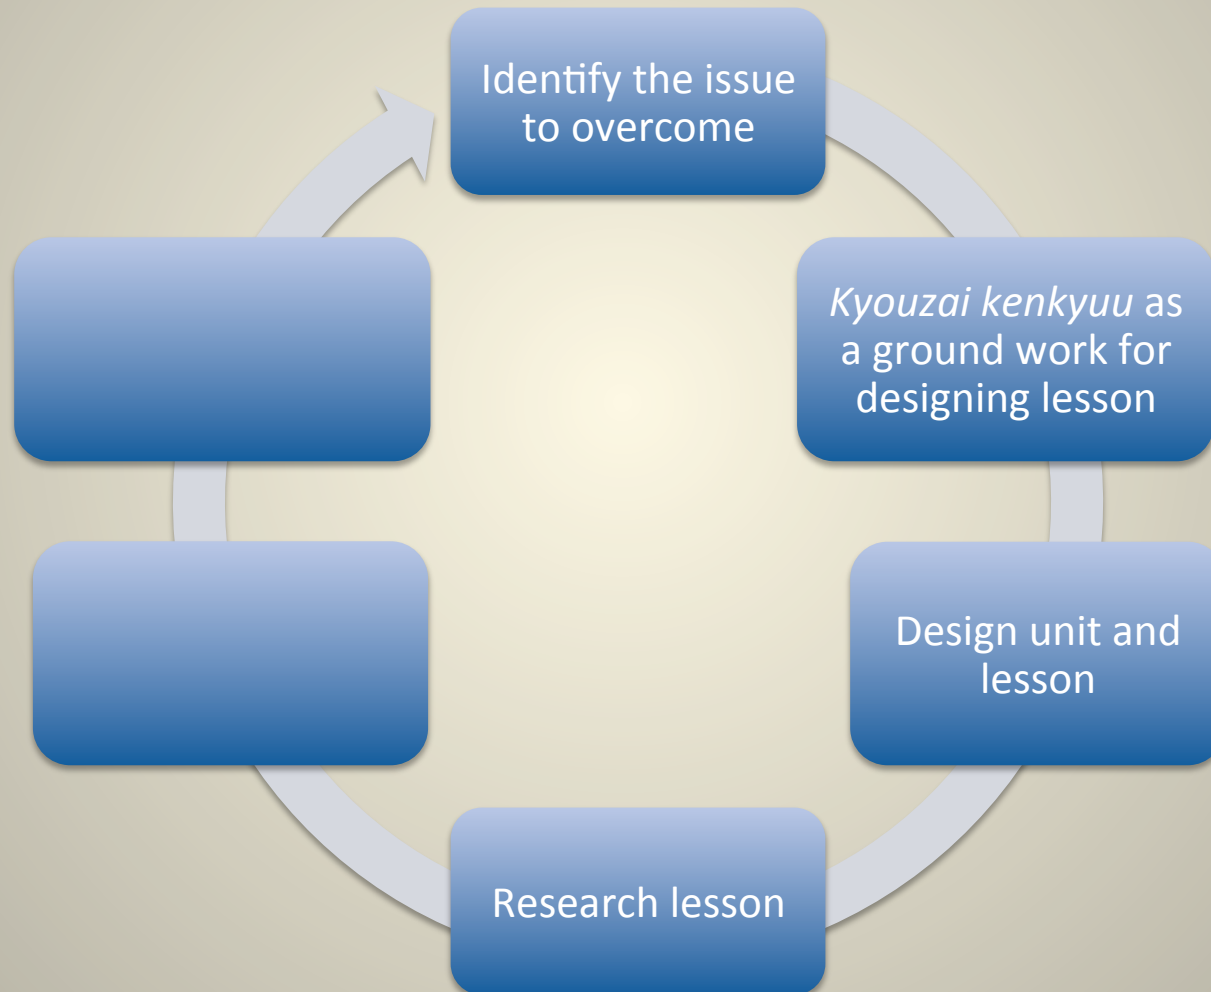 Identify the issue
to overcome
Kyouzai kenkyuu as
a ground work for
designing lesson
Design unit and
lesson
Research lesson